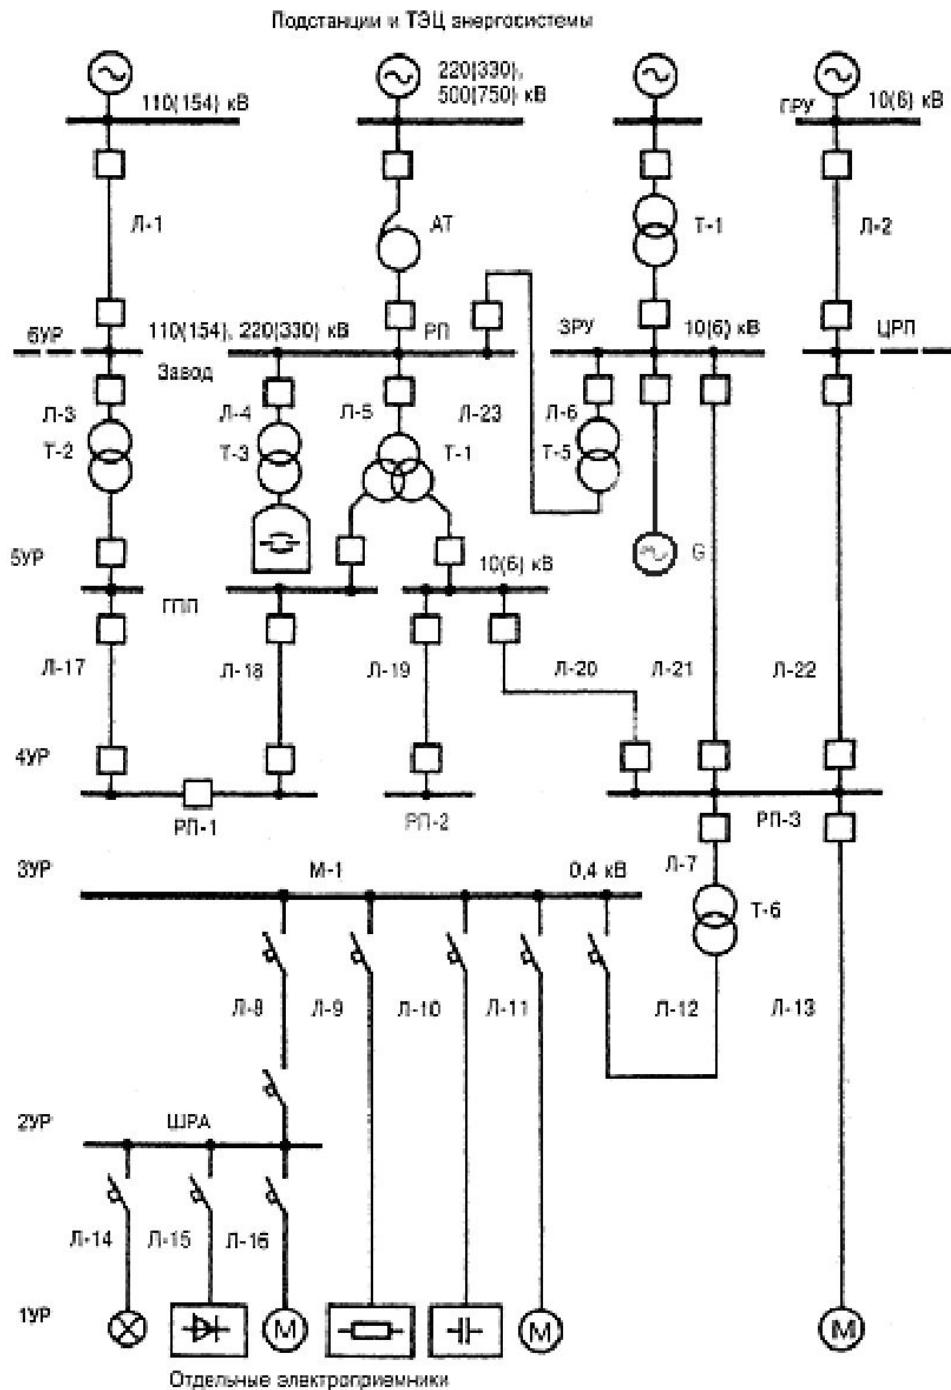 Подстанции и ТЭЦ энергосистемы
220(330),
110(154) кВ
500(750) кВ
ГРУ
10(6) кВ
Л-1
АТ
Т-1
Л-2
6УР
110(154), 220(330) кВ
РП
ЗРУ
10(6) кВ
ЦРП
Завод
Л-3
Л-4
Л-5
Л-23
Л-6
Т-2
Т-3
Т-1
Т-5
5УР
10(6) кВ
G
ГПП
Л-17
Л-18
Л-19
Л-20
Л-21
Л-22
4УР
РП-1
РП-2
РП-3
3УР
М-1
0,4 кВ
Л-7
Т-6
Л-8
Л-9
Л-10
Л-11
Л-12
Л-13
2УР
ШРА
Л-14
Л-15
Л-16
1УР
М
М
М
Отдельные электроприемники